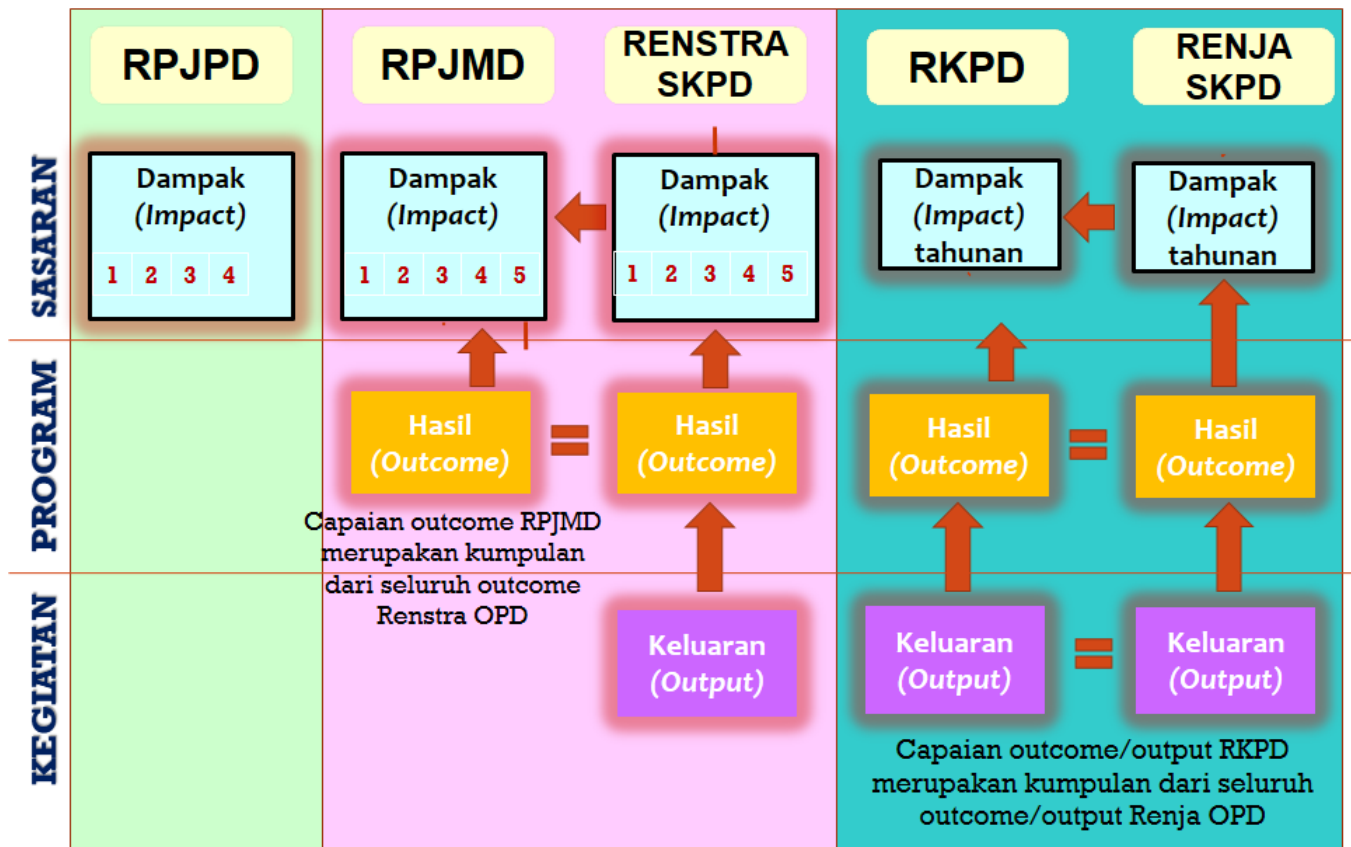 RPJPD
RPJMD
RENSTRA
SKPD
RKPD
RENJA
SKPD
SASARAN
Dampak
(Impact)
1 2 3 4
Dampak
(Impact)
1 2 3 4 5
Dampak
(Impact)
1 2 3 4 5
Dampak
(Impact)
tahunan
Dampak
(Impact)
tahunan
PROGRAM
Hasil
(Outcome)
=
Hasil
(Outcome)
Hasil
(Outcome)
=
Hasil
(Outcome)
Capaian outcome RPJMD
merupakan kumpulan
dari seluruh outcome
Renstra OPD
KEGIATAN
Keluaran
(Output)
Keluaran
(Output)
=
Keluaran
(Output)
Capaian outcome/output RKPD
merupakan kumpulan dari seluruh
outcome/output Renja OPD